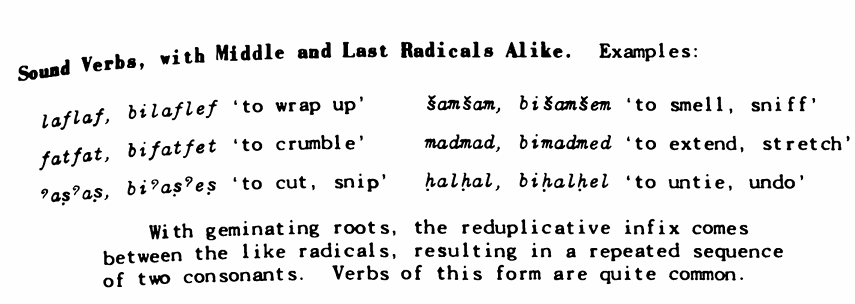 Sound Verbs, with Middle and Last Radicals Alike. Examples:
laflaf, bilaflef ‘to wrap up’ šamšam, bišamšem ‘to smell, sniff’
fatfat, bifatfet ‘to crumble’ madmad, bimadmed ‘to extend, stretch’
ˀaṣˀaṣ, biˀaṣˀeṣ ‘to cut, snip’ ḥalḥal, biḥalḥel ‘to untie, undo’
With geminating roots, the reduplicative infix comes
between the like radicals, resulting in a repeated sequence
of two consonants. Verbs of this form are quite common.